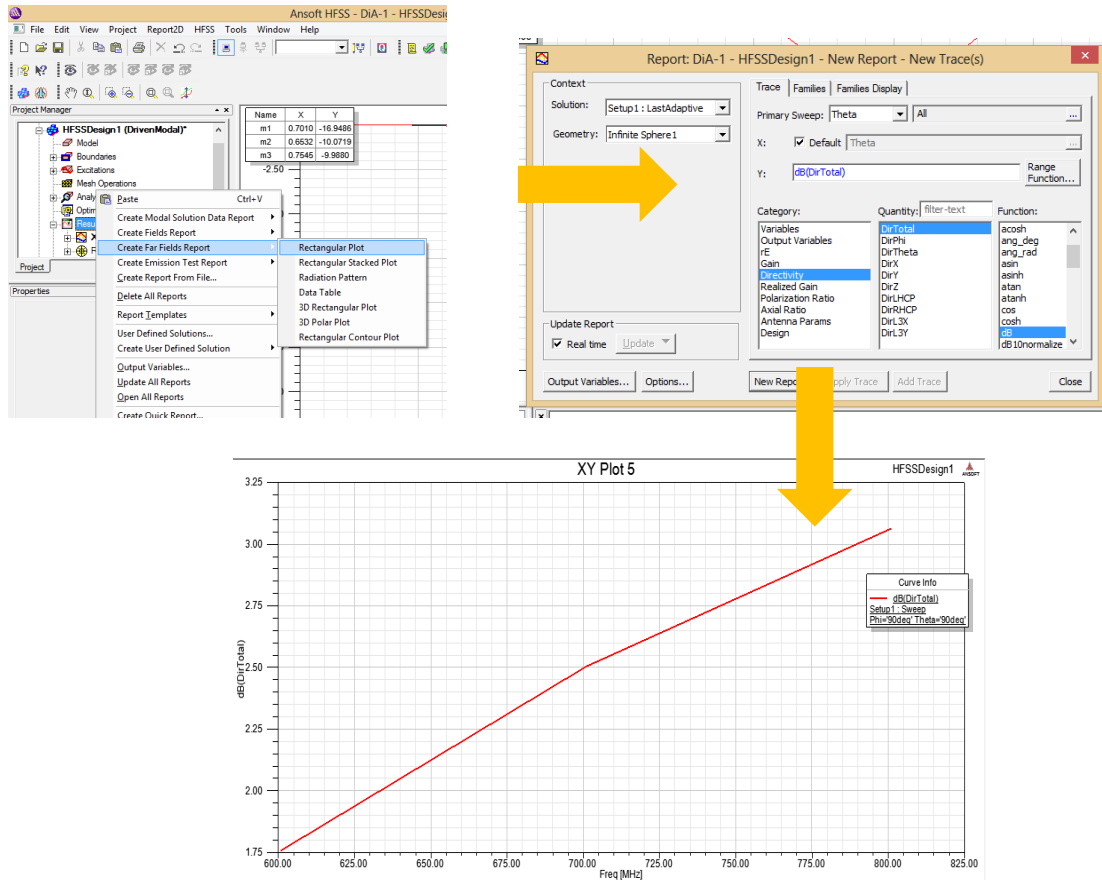 Ansoft HFSS - DiA-1 - HFSSDesi
File Edit View Project Report2D HFSS Tools Window Help
Project Manager
HFSSDesign1 (DrivenModal)*
Model
Boundaries
Excitations
Mesh Operations
Analy
Optim
Resu
X
F
Project
Properties
Name X Y
m1 0.7010 -16.9486
m2 0.6532 -10.0719
m3 0.7545 -9.9880
-2.50
Paste Ctrl+V
Create Modal Solution Data Report
Create Fields Report
Create Far Fields Report
Create Emission Test Report
Create Report From File...
Delete All Reports
Report Templates
User Defined Solutions...
Create User Defined Solution
Output Variables...
Update All Reports
Open All Reports
Create Quick Report...
Rectangular Plot
Rectangular Stacked Plot
Radiation Pattern
Data Table
3D Rectangular Plot
3D Polar Plot
Rectangular Contour Plot
Report: DiA-1 - HFSSDesign1 - New Report - New Trace(s)
Context
Solution: Setup1 : LastAdaptive
Geometry: Infinite Sphere1
Update Report
Real time Update
Output Variables... Options...
Trace Families Families Display
Primary Sweep: Theta All ...
X: Default Theta ...
Y: dB(DirTotal) Range Function...
Category: Quantity: filter-text Function:
Variables
Output Variables
rE
Gain
Directivity
Realized Gain
Polarization Ratio
Axial Ratio
Antenna Params
Design
DirTotal
DirPhi
DirTheta
DirX
DirY
DirZ
DirLHCP
DirRHCP
DirL3X
DirL3Y
acosh
ang_deg
ang_rad
asin
asinh
atan
atanh
cos
cosh
dB
dB10normalize
New Repo pply Trace Add Trace Close
XY Plot 5
HFSSDesign1
ANSOFT
3.25
3.00
2.75
2.50
2.25
2.00
1.75
dB(DirTotal)
Curve Info
dB(DirTotal)
Setup1 : Sweep
Phi='90deg' Theta='90deg'
600.00 625.00 650.00 675.00 700.00 725.00 750.00 775.00 800.00 825.00
Freq [MHz]